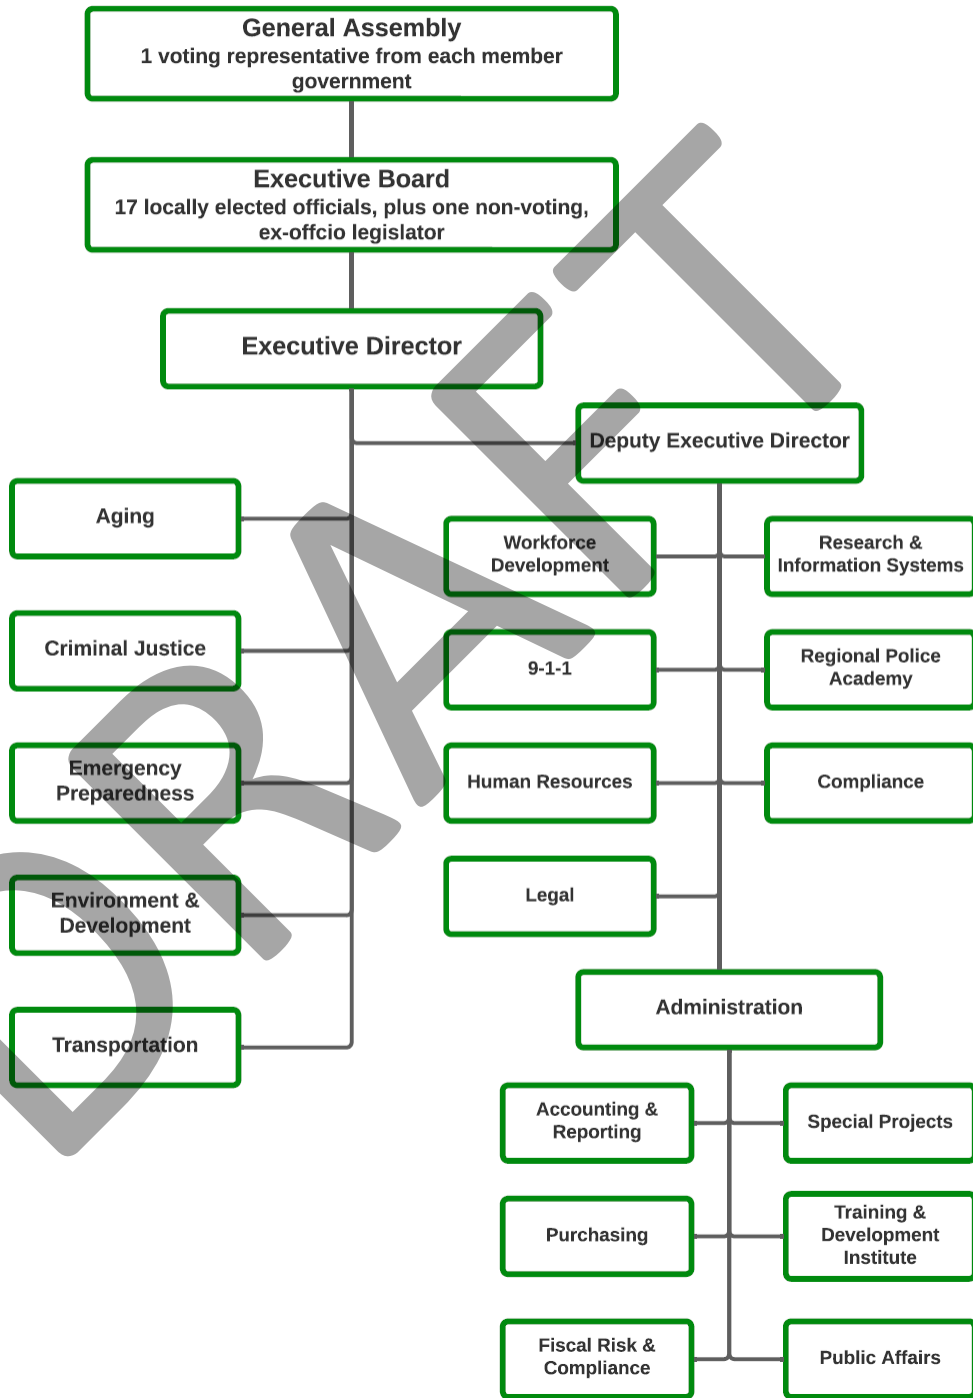 General Assembly
1 voting representative from each member
government
Executive Board
17 locally elected officials, plus one non-voting,
ex-offcio legislator
Executive Director
Deputy Executive Director
Aging
Criminal Justice
Emergency
Preparedness
Environment &
Development
Transportation
Workforce
Development
Research &
Information Systems
9-1-1
Regional Police
Academy
Human Resources
Compliance
Legal
Administration
Accounting &
Reporting
Special Projects
Purchasing
Training &
Development
Institute
Fiscal Risk &
Compliance
Public Affairs
DRAFT